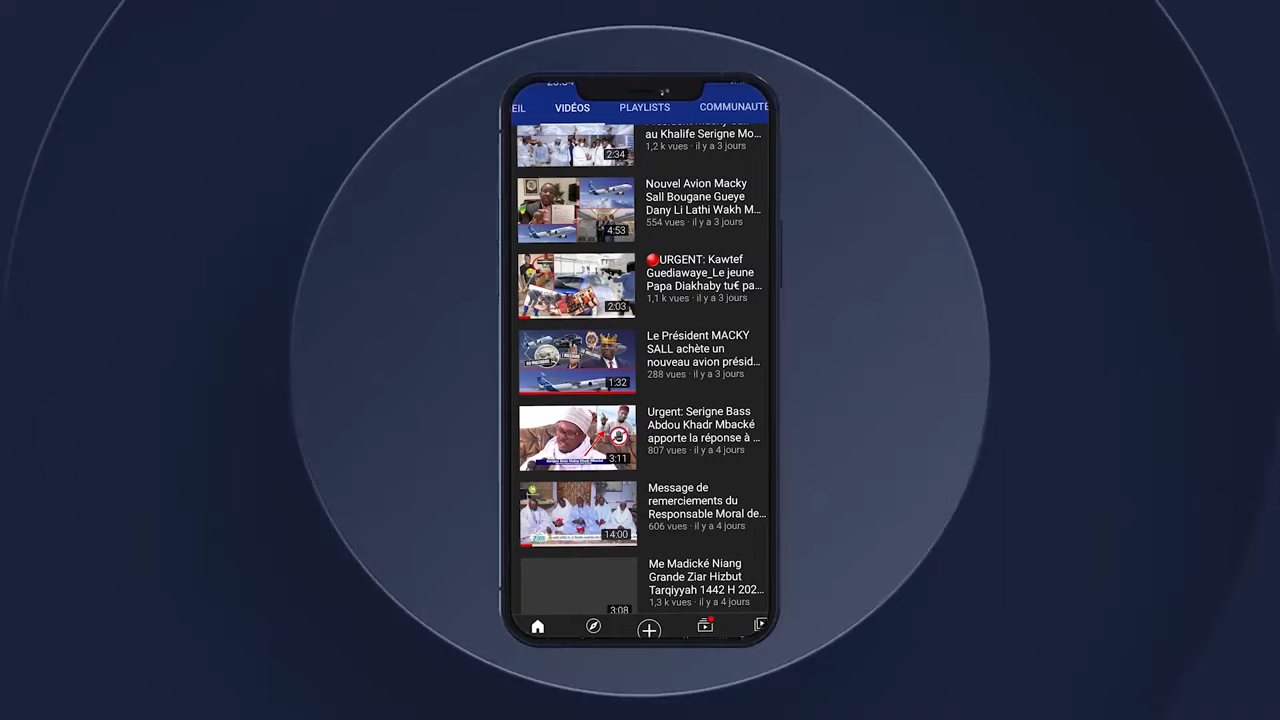 EIL VIDÉOS PLAYLISTS COMMUNAUTÉ
au Khalife Serigne Mo...
1,2 k vues · il y a 3 jours
2:34
Nouvel Avion Macky
Sall Bougane Gueye
Dany Li Lathi Wakh M...
554 vues · il y a 3 jours
4:53
🔴URGENT: Kawtef
Guediawaye_Le jeune
Papa Diakhaby tu€ pa...
1,1 k vues · il y a 3 jours
2:03
Le Président MACKY
SALL achète un
nouveau avion présid...
288 vues · il y a 3 jours
1:32
Urgent: Serigne Bass
Abdou Khadr Mbacké
apporte la réponse à ...
807 vues · il y a 4 jours
3:11
Message de
remerciements du
Responsable Moral de...
606 vues · il y a 4 jours
14:00
Me Madické Niang
Grande Ziar Hizbut
Tarqiyyah 1442 H 202...
1,3 k vues · il y a 4 jours
3:08